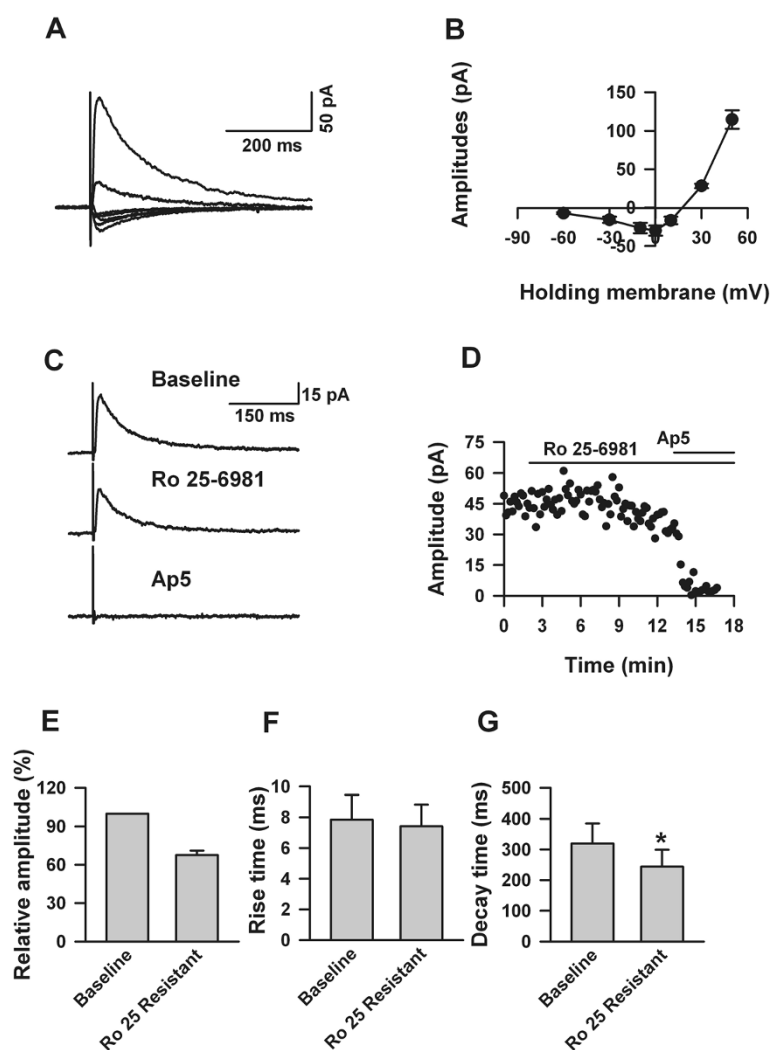 A
50 pA
200 ms
B
Amplitudes (pA)
150
100
50
0
-50
-90 -60 -30 0 30 60
Holding membrane (mV)
C
Baseline
15 pA
150 ms
Ro 25-6981
Ap5
D
Ap5
Ro 25-6981
Amplitude (pA)
75
60
45
30
15
0
0 3 6 9 12 15 18
Time (min)
E
Relative amplitude (%)
120
90
60
30
0
Baseline
Ro 25 Resistant
F
Rise time (ms)
10
8
6
4
2
0
Baseline
Ro 25 Resistant
G
Decay time (ms)
500
400
300
200
100
0
*
Baseline
Ro 25 Resistant